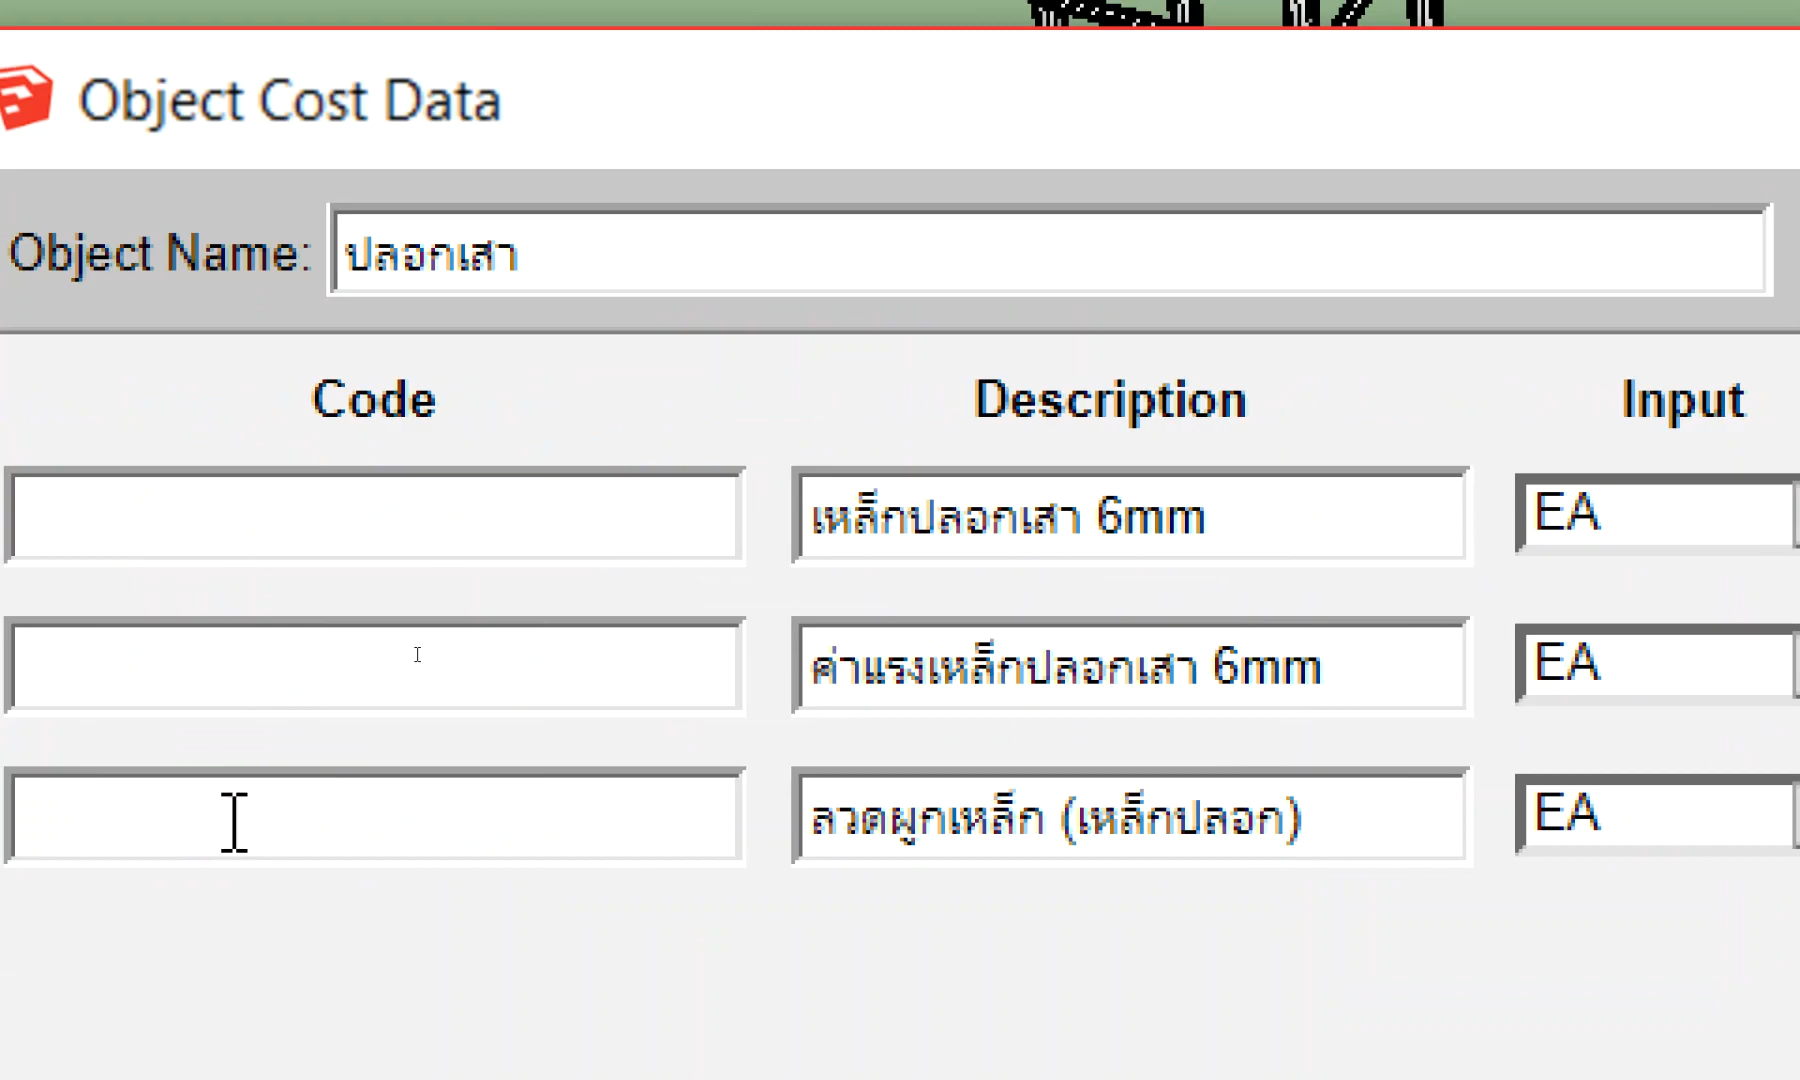 Object Cost Data
Object Name: ปลอกเสา
Code Description Input
เหล็กปลอกเสา 6mm EA
ค่าแรงเหล็กปลอกเสา 6mm EA
ลวดผูกเหล็ก (เหล็กปลอก) EA